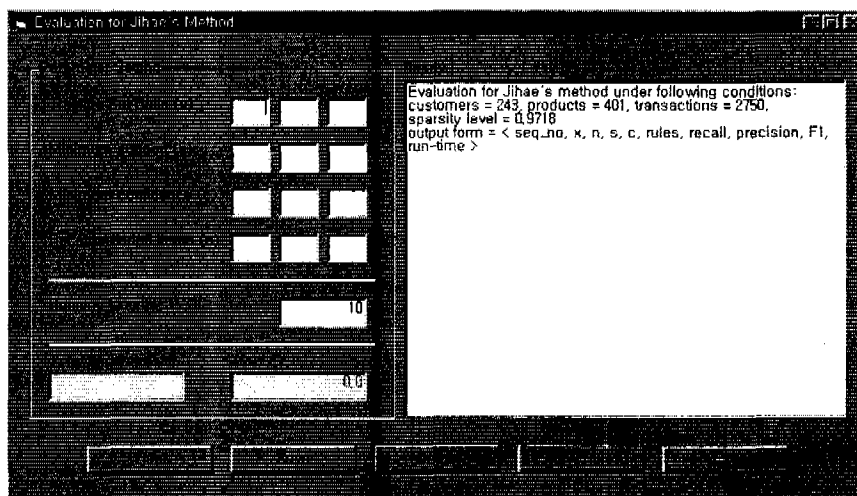 Evaluation for Jihae's Method
Evaluation for Jihae's method under following conditions:
customers = 243, products = 401, transactions = 2750,
sparsity level = 0.9718
output form = < seq_no, x, n, s, c, rules, recall, precision, F1,
run-time >
10
0.0